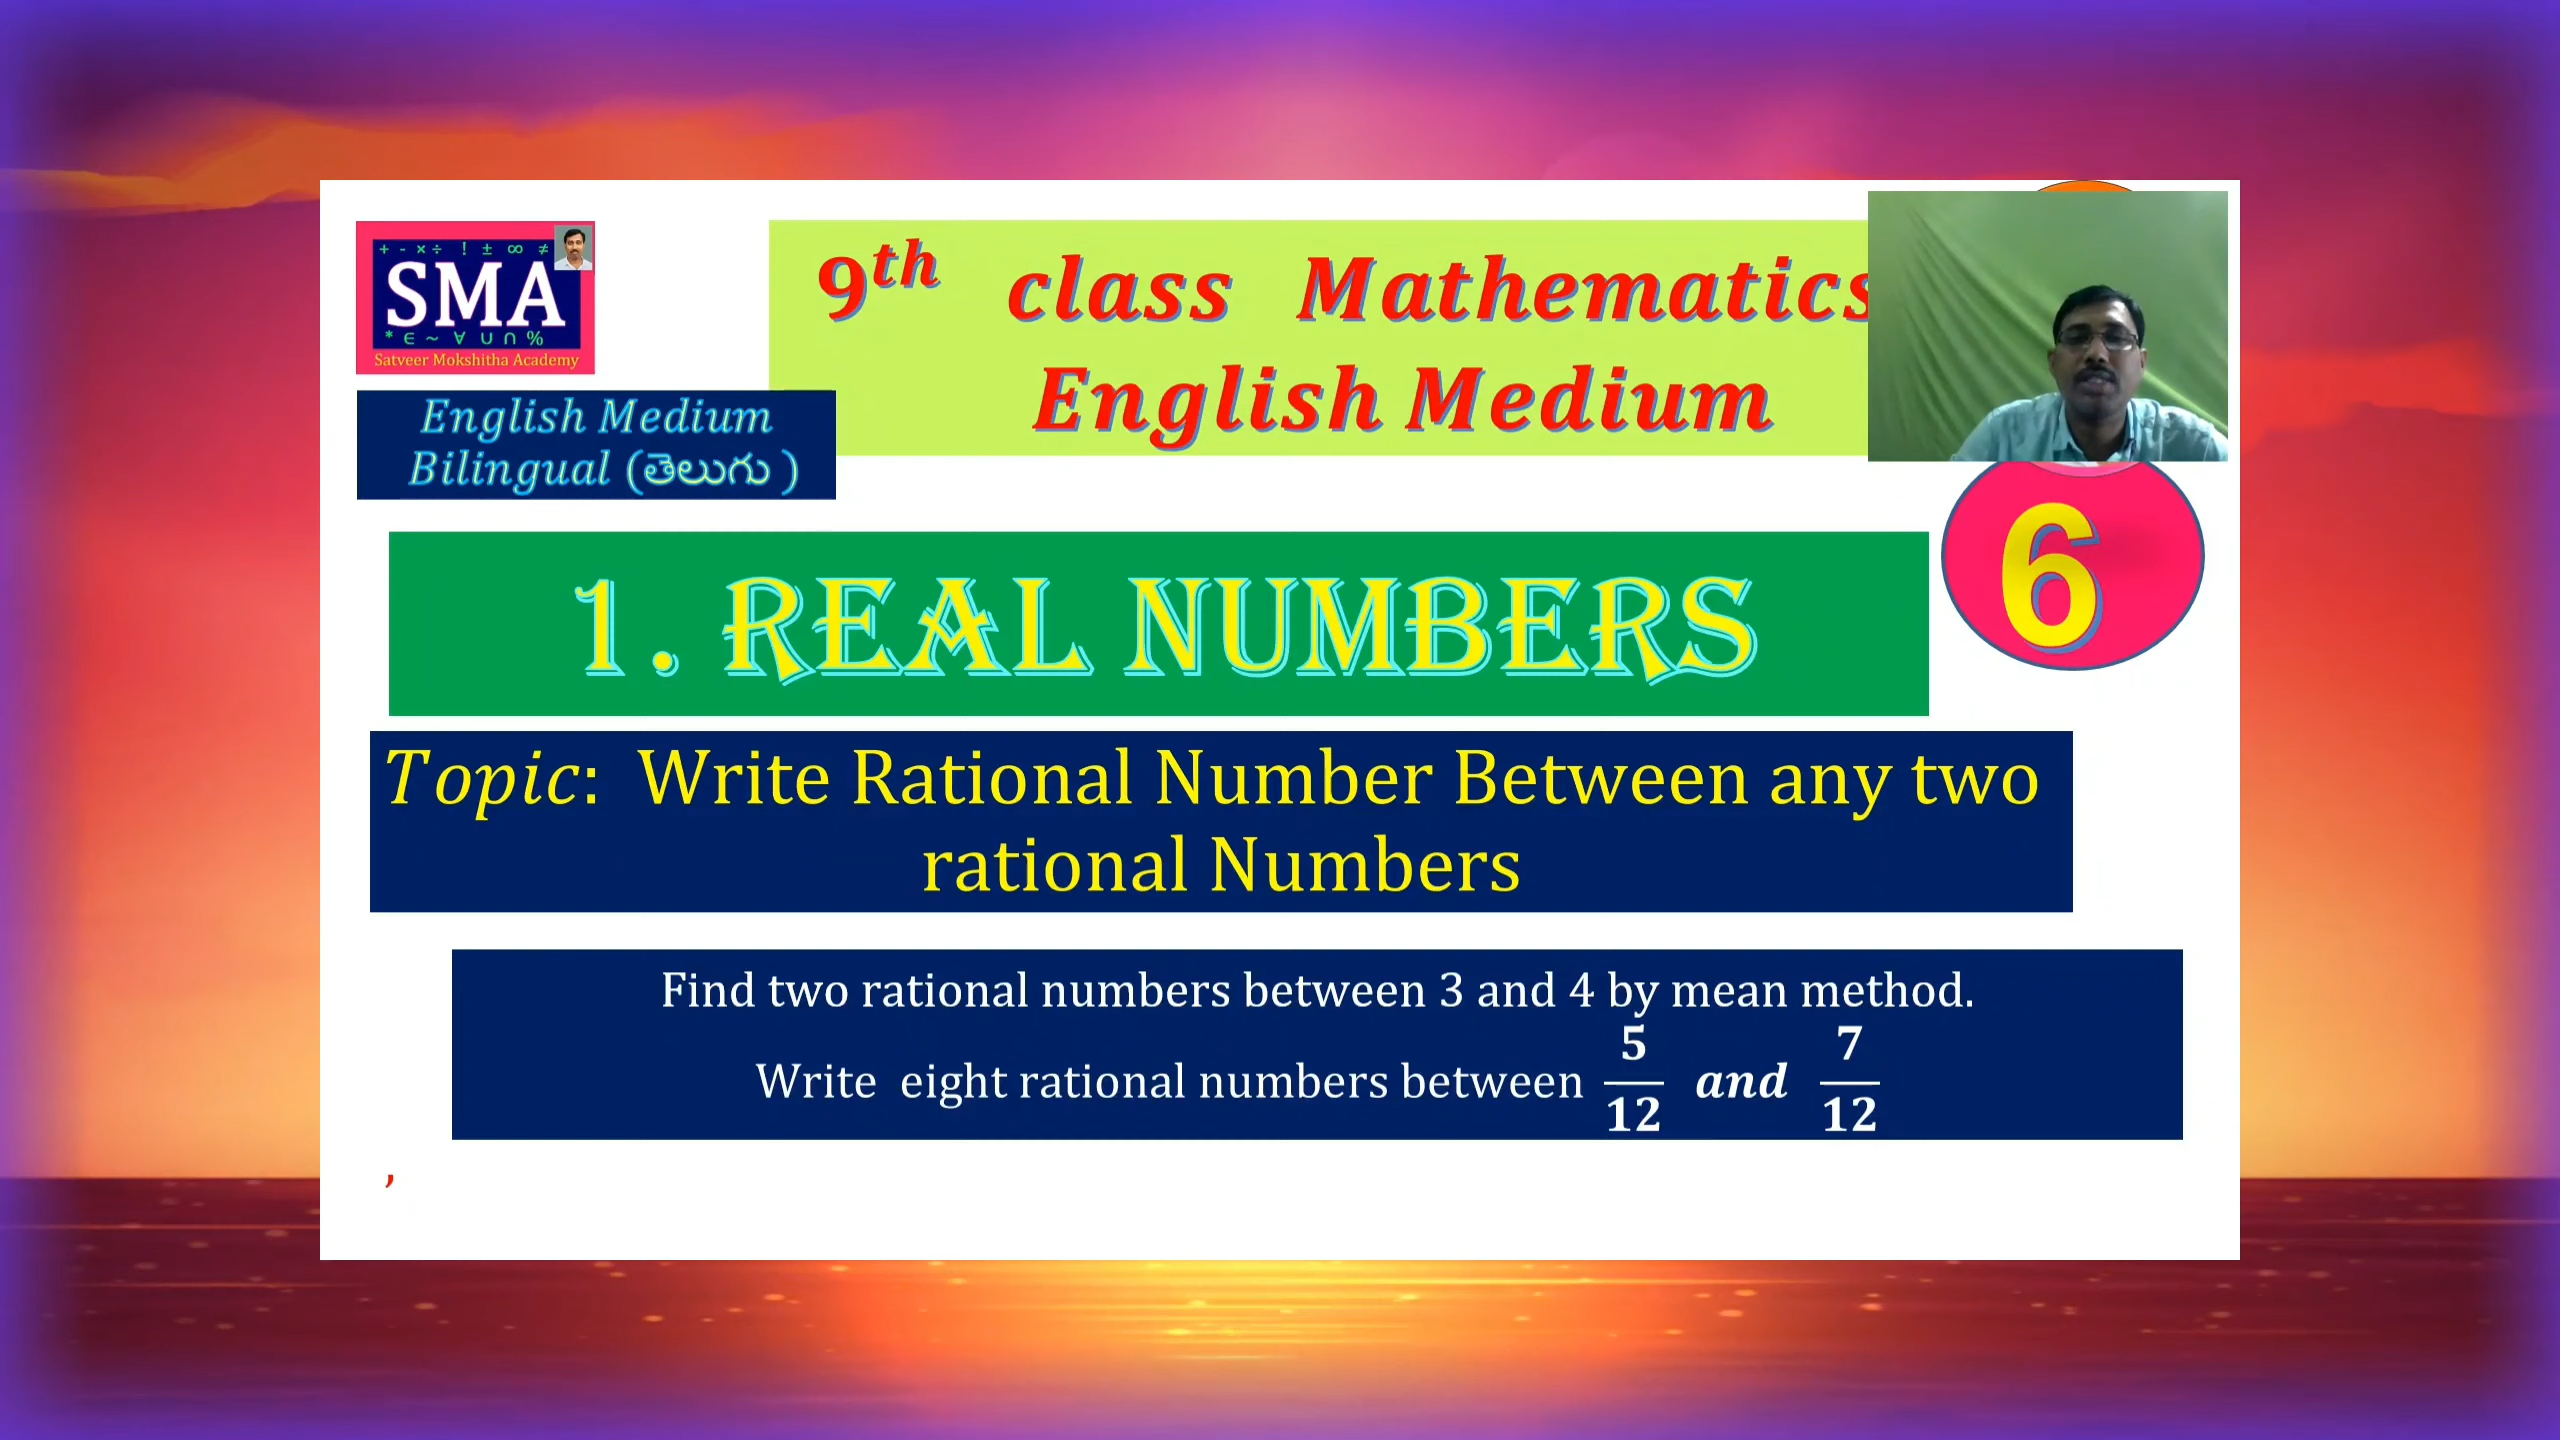 + - ×÷ ! ± ∞ ≠
SMA
* ∈ ~ ∀ ∪ ∩ %
Satveer Mokshitha Academy
9th class Mathematics
English Medium
English Medium
Bilingual (తెలుగు )
6
1. REAL NUMBERS
Topic: Write Rational Number Between any two
rational Numbers
Find two rational numbers between 3 and 4 by mean method.
Write eight rational numbers between 5/12 and 7/12
,